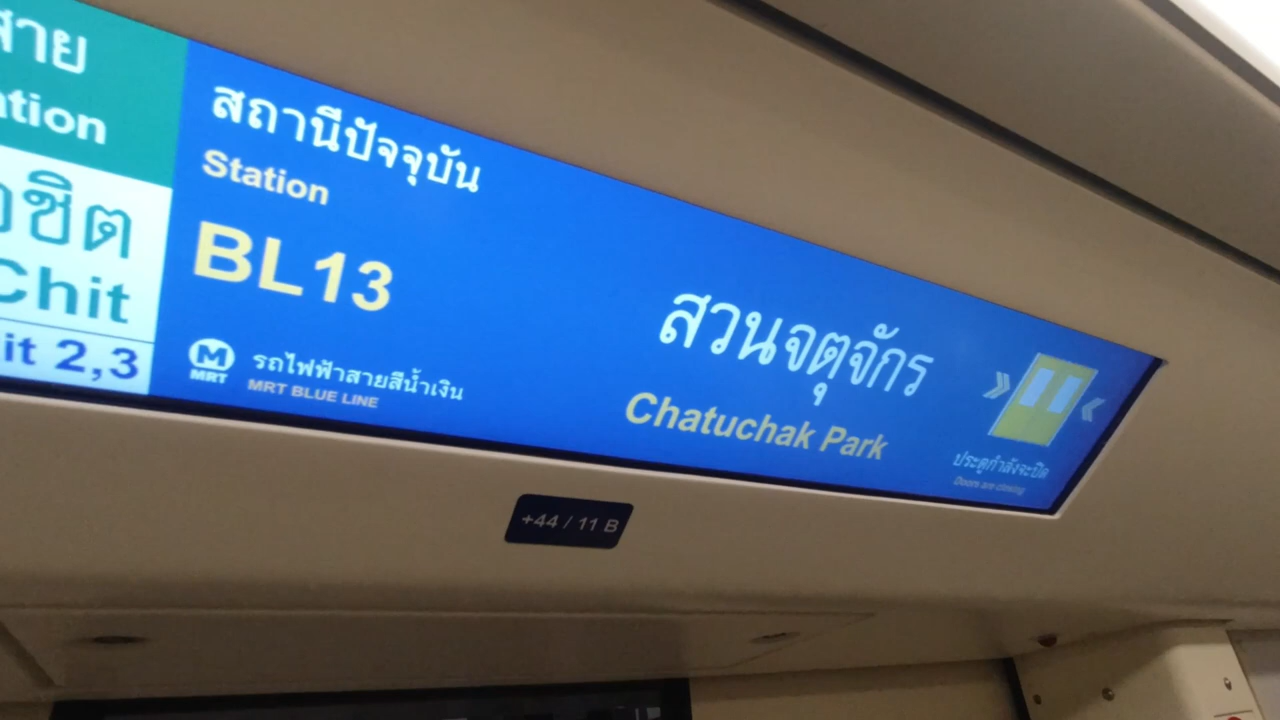 สาย
ation
อชิต
Chit
it 2,3
สถานีปัจจุบัน
Station
BL13
M
MRT
รถไฟฟ้าสายสีน้ำเงิน
MRT BLUE LINE
สวนจตุจักร
Chatuchak Park
ประตูกำลังจะปิด
Doors are closing
+44 / 11 B